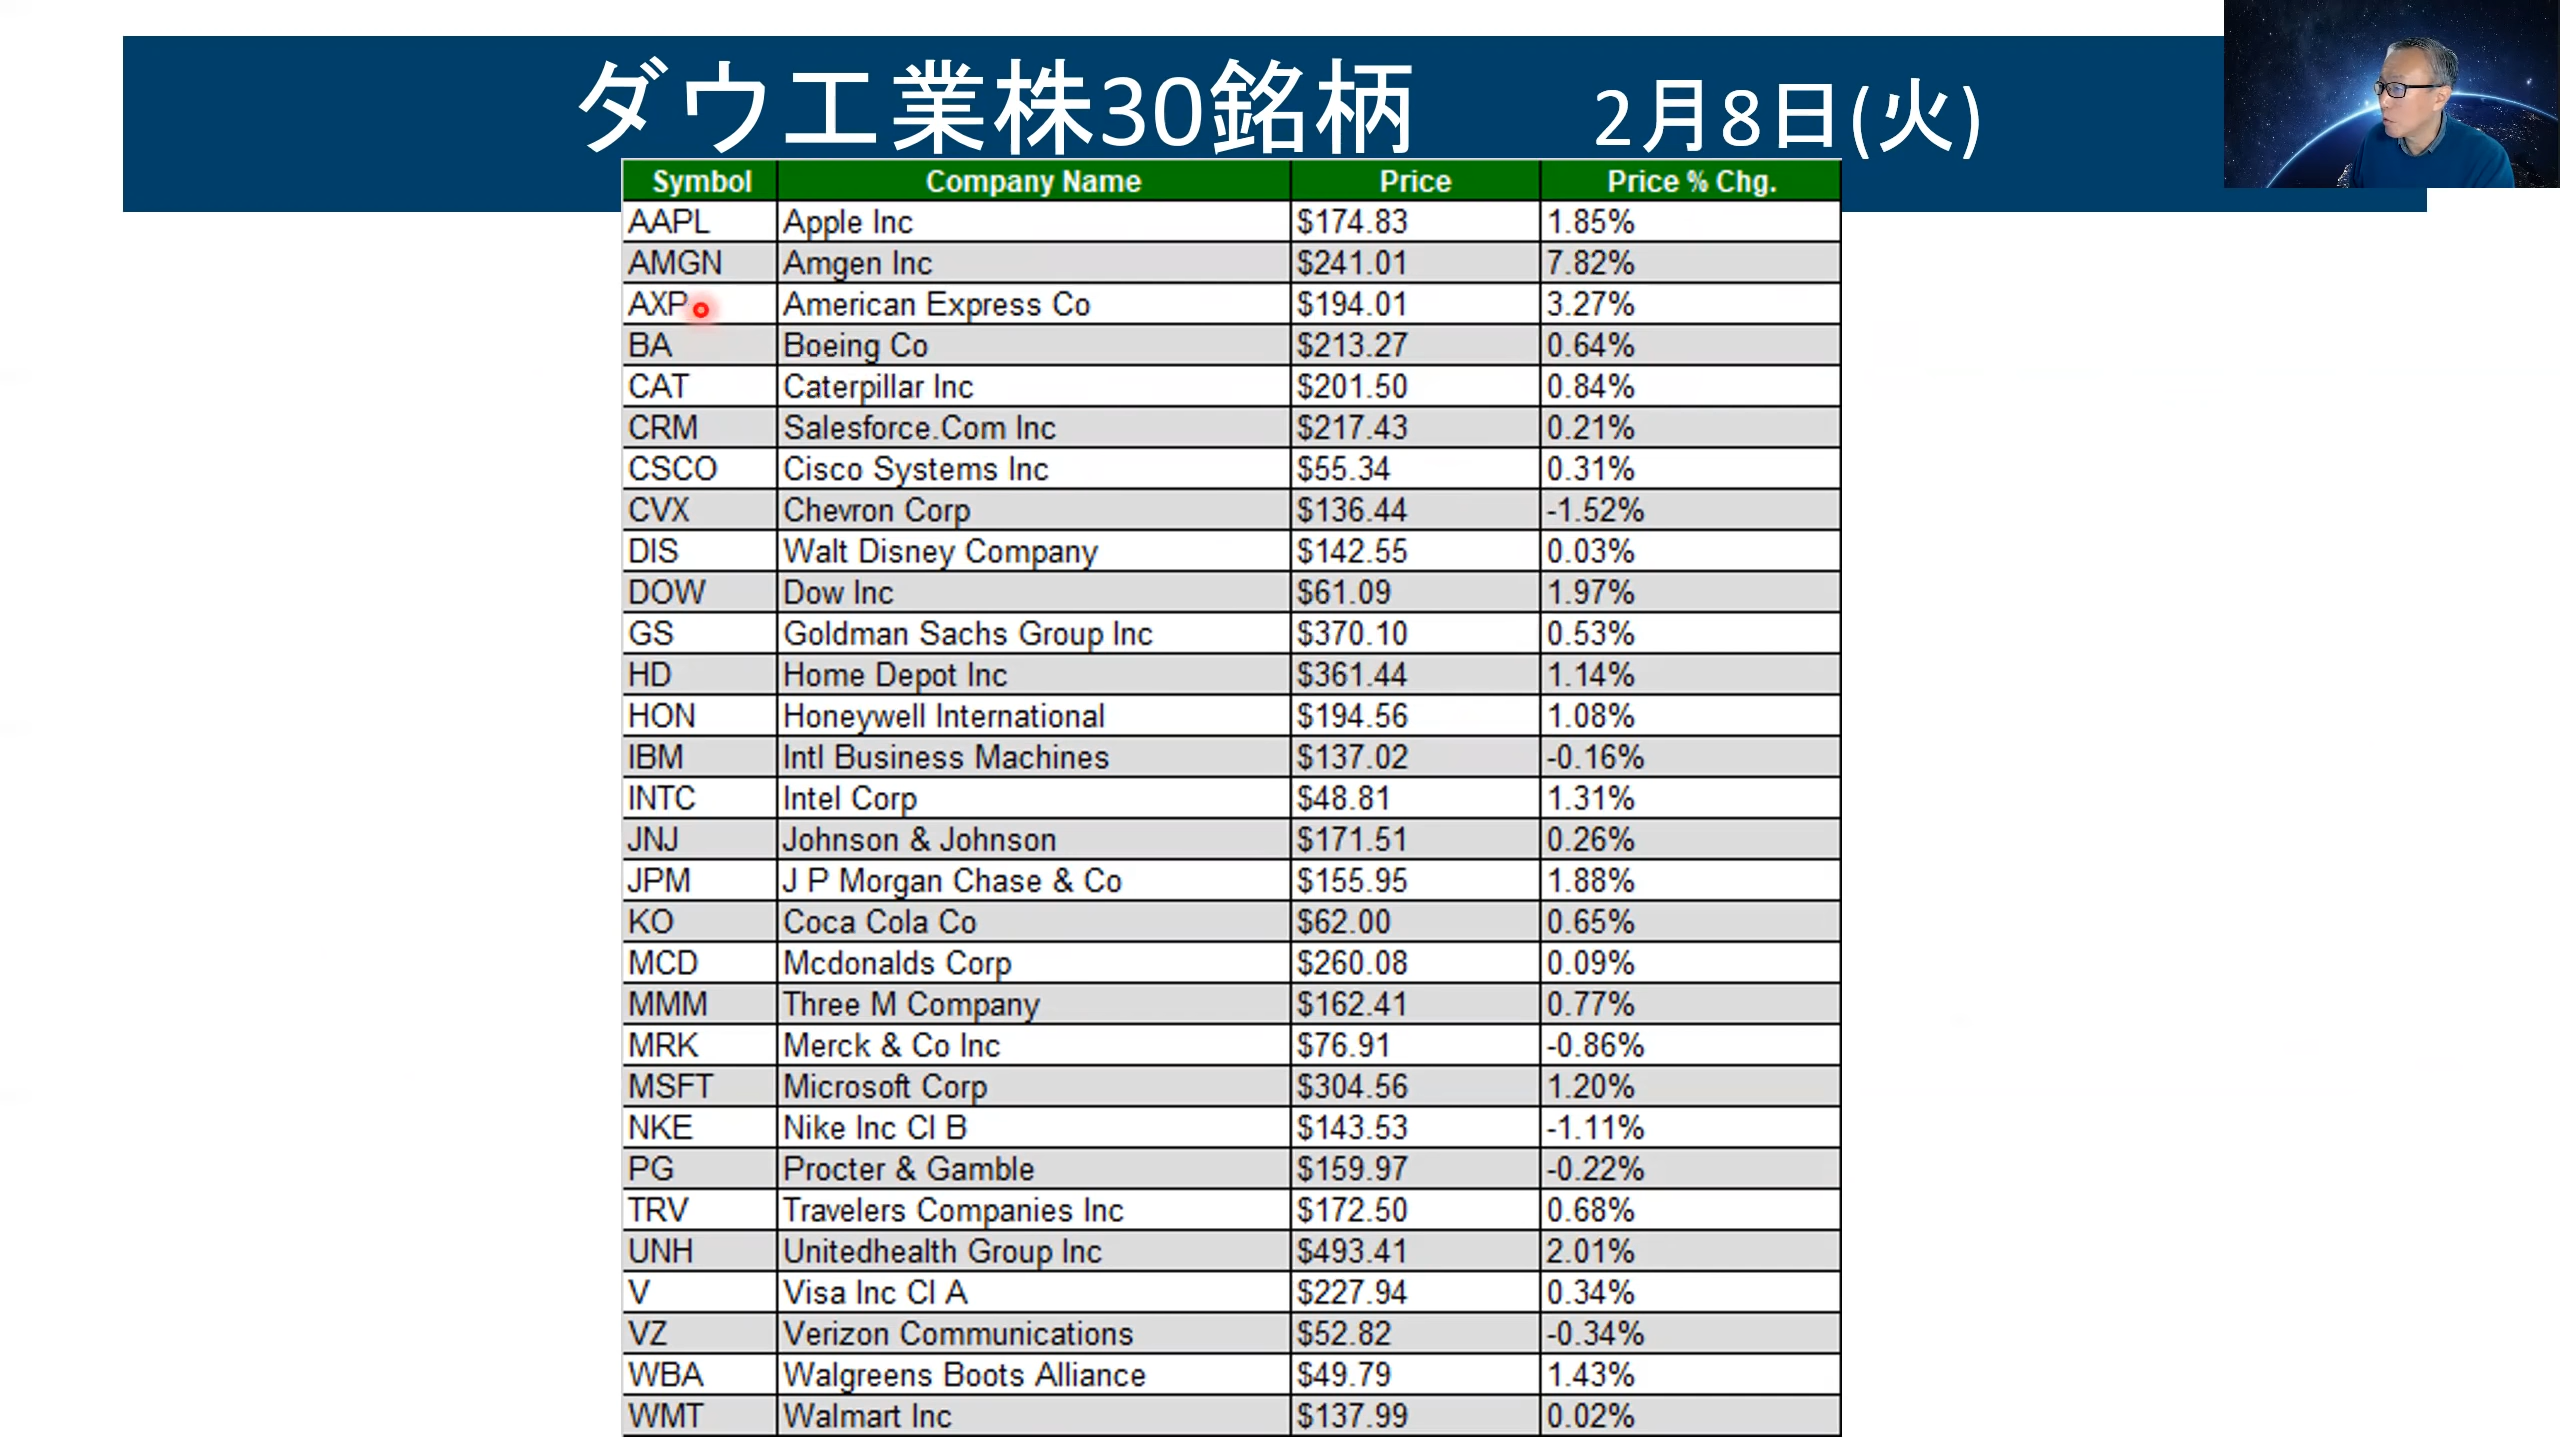 ダウ工業株30銘柄 2月8日(火)
Symbol Company Name Price Price % Chg.
AAPL Apple Inc $174.83 1.85%
AMGN Amgen Inc $241.01 7.82%
AXP American Express Co $194.01 3.27%
BA Boeing Co $213.27 0.64%
CAT Caterpillar Inc $201.50 0.84%
CRM Salesforce.Com Inc $217.43 0.21%
CSCO Cisco Systems Inc $55.34 0.31%
CVX Chevron Corp $136.44 -1.52%
DIS Walt Disney Company $142.55 0.03%
DOW Dow Inc $61.09 1.97%
GS Goldman Sachs Group Inc $370.10 0.53%
HD Home Depot Inc $361.44 1.14%
HON Honeywell International $194.56 1.08%
IBM Intl Business Machines $137.02 -0.16%
INTC Intel Corp $48.81 1.31%
JNJ Johnson & Johnson $171.51 0.26%
JPM J P Morgan Chase & Co $155.95 1.88%
KO Coca Cola Co $62.00 0.65%
MCD Mcdonalds Corp $260.08 0.09%
MMM Three M Company $162.41 0.77%
MRK Merck & Co Inc $76.91 -0.86%
MSFT Microsoft Corp $304.56 1.20%
NKE Nike Inc Cl B $143.53 -1.11%
PG Procter & Gamble $159.97 -0.22%
TRV Travelers Companies Inc $172.50 0.68%
UNH Unitedhealth Group Inc $493.41 2.01%
V Visa Inc Cl A $227.94 0.34%
VZ Verizon Communications $52.82 -0.34%
WBA Walgreens Boots Alliance $49.79 1.43%
WMT Walmart Inc $137.99 0.02%